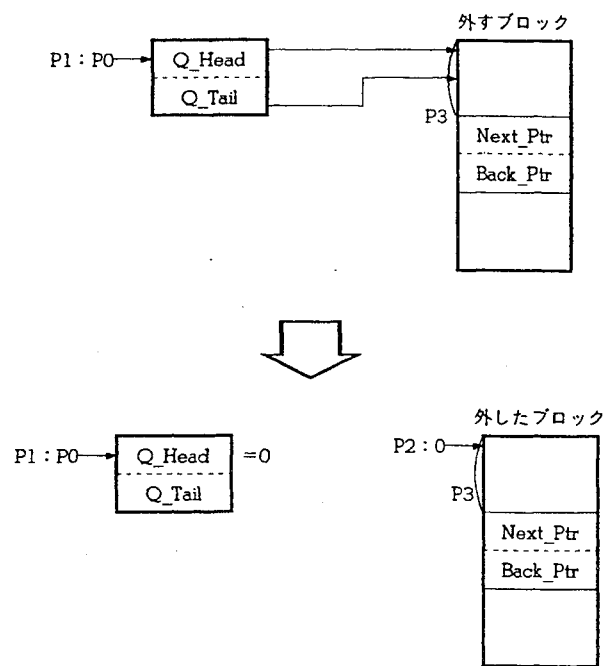 外すブロック
P1:P0
Q_Head
Q_Tail
P3
Next_Ptr
Back_Ptr
外したブロック
P1:P0
Q_Head
=0
Q_Tail
P2:0
P3
Next_Ptr
Back_Ptr